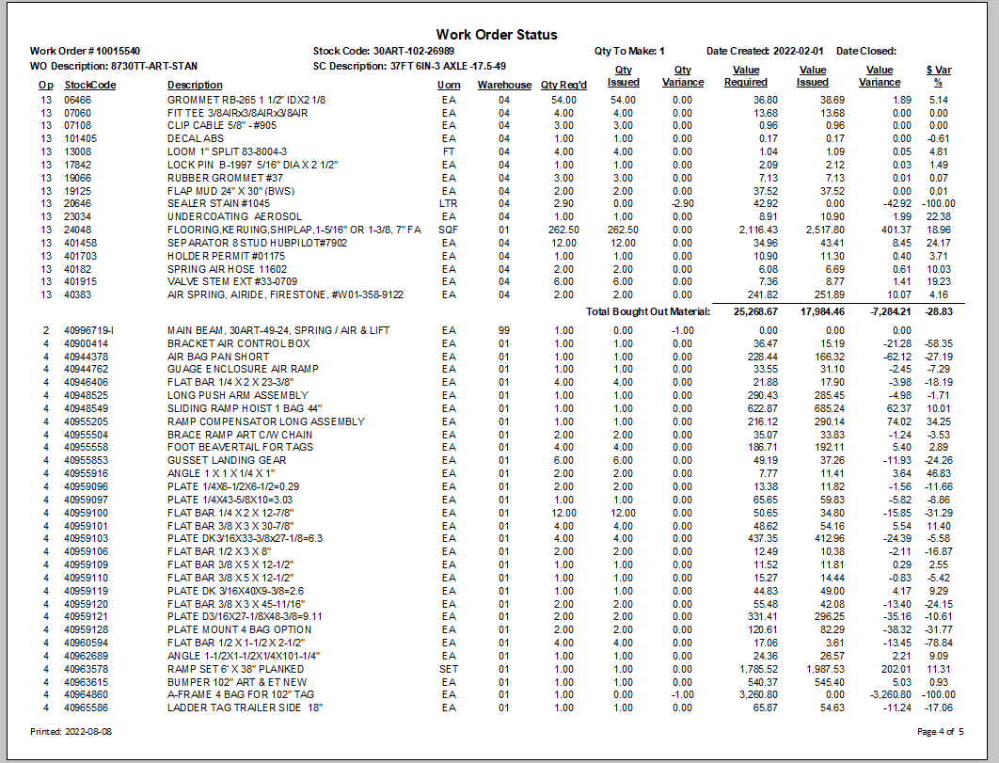 Work Order Status
Work Order # 10015540 Stock Code: 30ART-102-26989 Qty To Make: 1 Date Created: 2022-02-01 Date Closed:
WO Description: 8730TT-ART-STAN SC Description: 37FT 6IN-3 AXLE -17.5-49
Op StockCode Description Uom Warehouse Qty Req'd Qty Issued Qty Variance Value Required Value Issued Value Variance $ Var %
13 06466 GROMMET RB-265 1 1/2" IDX2 1/8 EA 04 54.00 54.00 0.00 36.80 38.69 1.89 5.14
13 07060 FIT TEE 3/8AIRx3/8AIRx3/8AIR EA 04 4.00 4.00 0.00 13.68 13.68 0.00 0.00
13 07108 CLIP CABLE 5/8" - #905 EA 04 3.00 3.00 0.00 0.96 0.96 0.00 0.00
13 101405 DECAL ABS EA 04 1.00 1.00 0.00 0.17 0.17 0.00 -0.61
13 13008 LOOM 1" SPLIT 83-8004-3 FT 04 4.00 4.00 0.00 1.04 1.09 0.05 4.81
13 17842 LOCK PIN B-1997 5/16" DIA X 2 1/2" EA 04 1.00 1.00 0.00 2.09 2.12 0.03 1.49
13 19066 RUBBER GROMMET #37 EA 04 3.00 3.00 0.00 7.13 7.13 0.01 0.07
13 19125 FLAP MUD 24" X 30" (BWS) EA 04 2.00 2.00 0.00 37.52 37.52 0.00 0.01
13 20646 SEALER STAIN #1045 LTR 04 2.90 0.00 -2.90 42.92 0.00 -42.92 -100.00
13 23034 UNDERCOATING AEROSOL EA 04 1.00 1.00 0.00 8.91 10.90 1.99 22.38
13 24048 FLOORING,KERUING,SHIPLAP,1-5/16" OR 1-3/8, 7" FA SQF 01 262.50 262.50 0.00 2,116.43 2,517.80 401.37 18.96
13 401458 SEPARATOR 8 STUD HUBPILOT#7902 EA 04 12.00 12.00 0.00 34.96 43.41 8.45 24.17
13 401703 HOLDER PERMIT #01175 EA 04 1.00 1.00 0.00 10.90 11.30 0.40 3.71
13 40182 SPRING AIR HOSE 11602 EA 04 2.00 2.00 0.00 6.08 6.69 0.61 10.03
13 401915 VALVE STEM EXT #33-0709 EA 04 6.00 6.00 0.00 7.36 8.77 1.41 19.23
13 40383 AIR SPRING, AIRIDE, FIRESTONE, #W01-358-9122 EA 04 2.00 2.00 0.00 241.82 251.89 10.07 4.16
Total Bought Out Material: 25,268.67 17,984.46 -7,284.21 -28.83
2 40996719-I MAIN BEAM, 30ART-49-24, SPRING / AIR & LIFT EA 99 1.00 0.00 -1.00 0.00 0.00 0.00
4 40900414 BRACKET AIR CONTROL BOX EA 01 1.00 1.00 0.00 36.47 15.19 -21.28 -58.35
4 40944378 AIR BAG PAN SHORT EA 01 1.00 1.00 0.00 228.44 166.32 -62.12 -27.19
4 40944762 GUAGE ENCLOSURE AIR RAMP EA 01 1.00 1.00 0.00 33.55 31.10 -2.45 -7.29
4 40946406 FLAT BAR 1/4 X 2 X 23-3/8" EA 01 4.00 4.00 0.00 21.88 17.90 -3.98 -18.19
4 40948525 LONG PUSH ARM ASSEMBLY EA 01 1.00 1.00 0.00 290.43 285.45 -4.98 -1.71
4 40948549 SLIDING RAMP HOIST 1 BAG 44" EA 01 1.00 1.00 0.00 622.87 685.24 62.37 10.01
4 40955205 RAMP COMPENSATOR LONG ASSEMBLY EA 01 1.00 1.00 0.00 216.12 290.14 74.02 34.25
4 40955504 BRACE RAMP ART C/W CHAIN EA 01 2.00 2.00 0.00 35.07 33.83 -1.24 -3.53
4 40955558 FOOT BEAVERTAIL FOR TAGS EA 01 4.00 4.00 0.00 186.71 192.11 5.40 2.89
4 40955853 GUSSET LANDING GEAR EA 01 6.00 6.00 0.00 49.19 37.26 -11.93 -24.26
4 40955916 ANGLE 1 X 1 X 1/4 X 1" EA 01 2.00 2.00 0.00 7.77 11.41 3.64 46.83
4 40959096 PLATE 1/4X6-1/2X6-1/2=0.29 EA 01 2.00 2.00 0.00 13.38 11.82 -1.56 -11.66
4 40959097 PLATE 1/4X43-5/8X10=3.03 EA 01 1.00 1.00 0.00 65.65 59.83 -5.82 -8.86
4 40959100 FLAT BAR 1/4 X 2 X 12-7/8" EA 01 12.00 12.00 0.00 50.65 34.80 -15.85 -31.29
4 40959101 FLAT BAR 3/8 X 3 X 30-7/8" EA 01 4.00 4.00 0.00 48.62 54.16 5.54 11.40
4 40959103 PLATE DK3/16X33-3/8x27-1/8=6.3 EA 01 4.00 4.00 0.00 437.35 412.96 -24.39 -5.58
4 40959106 FLAT BAR 1/2 X 3 X 8" EA 01 2.00 2.00 0.00 12.49 10.38 -2.11 -16.87
4 40959109 FLAT BAR 3/8 X 5 X 12-1/2" EA 01 1.00 1.00 0.00 11.52 11.81 0.29 2.55
4 40959110 FLAT BAR 3/8 X 5 X 12-1/2" EA 01 1.00 1.00 0.00 15.27 14.44 -0.83 -5.42
4 40959119 PLATE DK 3/16X40X9-3/8=2.6 EA 01 1.00 1.00 0.00 44.83 49.00 4.17 9.29
4 40959120 FLAT BAR 3/8 X 3 X 45-11/16" EA 01 2.00 2.00 0.00 55.48 42.08 -13.40 -24.15
4 40959121 PLATE D3/16X27-1/8X48-3/8=9.11 EA 01 2.00 2.00 0.00 331.41 296.25 -35.16 -10.61
4 40959128 PLATE MOUNT 4 BAG OPTION EA 01 2.00 2.00 0.00 120.61 82.29 -38.32 -31.77
4 40960594 FLAT BAR 1/2 X 1-1/2 X 2-1/2" EA 01 4.00 4.00 0.00 17.06 3.61 -13.45 -78.84
4 40962689 ANGLE 1-1/2X1-1/2X1/4X101-1/4" EA 01 1.00 1.00 0.00 24.36 26.57 2.21 9.09
4 40963578 RAMP SET 6' X 38" PLANKED SET 01 1.00 1.00 0.00 1,785.52 1,987.53 202.01 11.31
4 40963615 BUMPER 102" ART & ET NEW EA 01 1.00 1.00 0.00 540.37 545.40 5.03 0.93
4 40964860 A-FRAME 4 BAG FOR 102" TAG EA 01 1.00 0.00 -1.00 3,260.80 0.00 -3,260.80 -100.00
4 40965586 LADDER TAG TRAILER SIDE 18" EA 01 1.00 1.00 0.00 65.87 54.63 -11.24 -17.06
Printed: 2022-08-08 Page 4 of 5